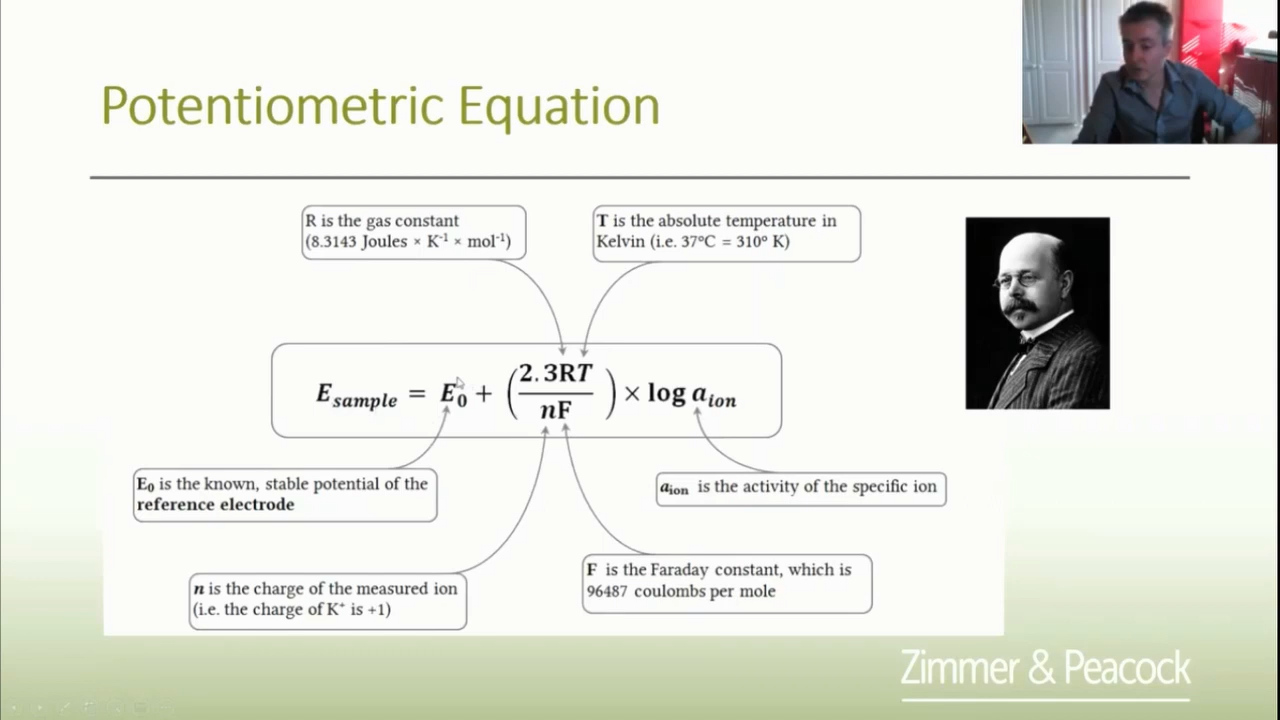 Potentiometric Equation
R is the gas constant
(8.3143 Joules × K⁻¹ × mol⁻¹)
T is the absolute temperature in
Kelvin (i.e. 37°C = 310° K)
E_sample = E₀ + (2.3RT / nF) × log a_ion
E₀ is the known, stable potential of the
reference electrode
a_ion is the activity of the specific ion
n is the charge of the measured ion
(i.e. the charge of K⁺ is +1)
F is the Faraday constant, which is
96487 coulombs per mole
Zimmer & Peacock